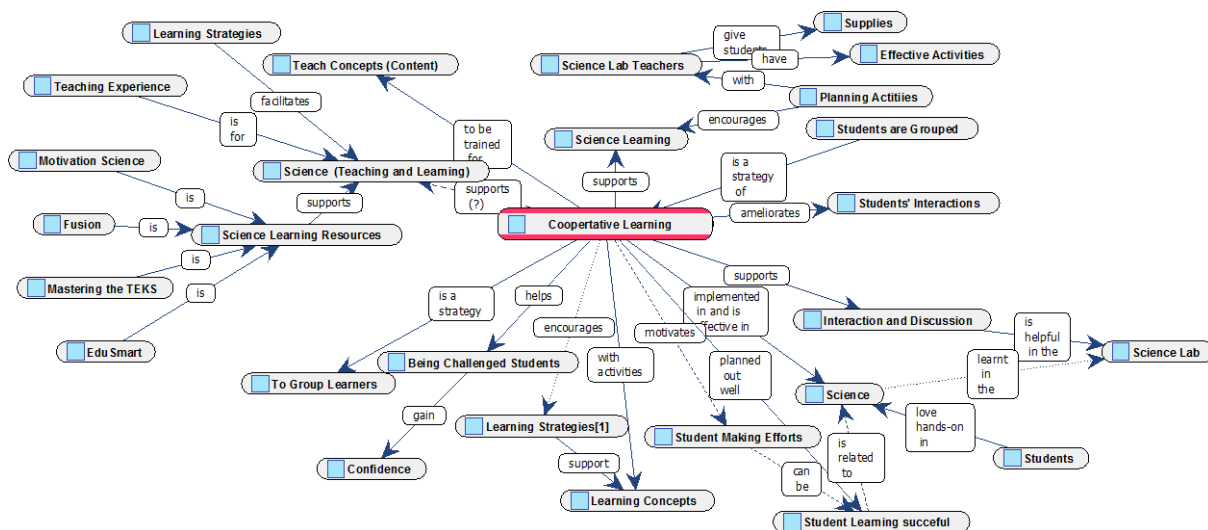 Supplies
Learning Strategies
give
students
Effective Activities
have
Teach Concepts (Content)
Science Lab Teachers
Teaching Experience
with
Planning Actitiies
facilitates
is
for
encourages
Students are Grouped
to be
trained
for
Science Learning
Motivation Science
Science (Teaching and Learning)
is a
strategy
of
supports
supports
(?)
is
supports
Students' Interactions
ameliorates
Fusion
is
Science Learning Resources
Coopertative Learning
is
supports
Mastering the TEKS
is
is a
strategy
helps
implemented
in and is
effective in
Interaction and Discussion
is
helpful
in the
encourages
motivates
EduSmart
Being Challenged Students
with
activities
planned
out
well
learnt
in
the
Science Lab
To Group Learners
Science
gain
love
hands-on
in
Learning Strategies[1]
Student Making Efforts
is
related
to
Students
Confidence
support
can
be
Learning Concepts
Student Learning succeful